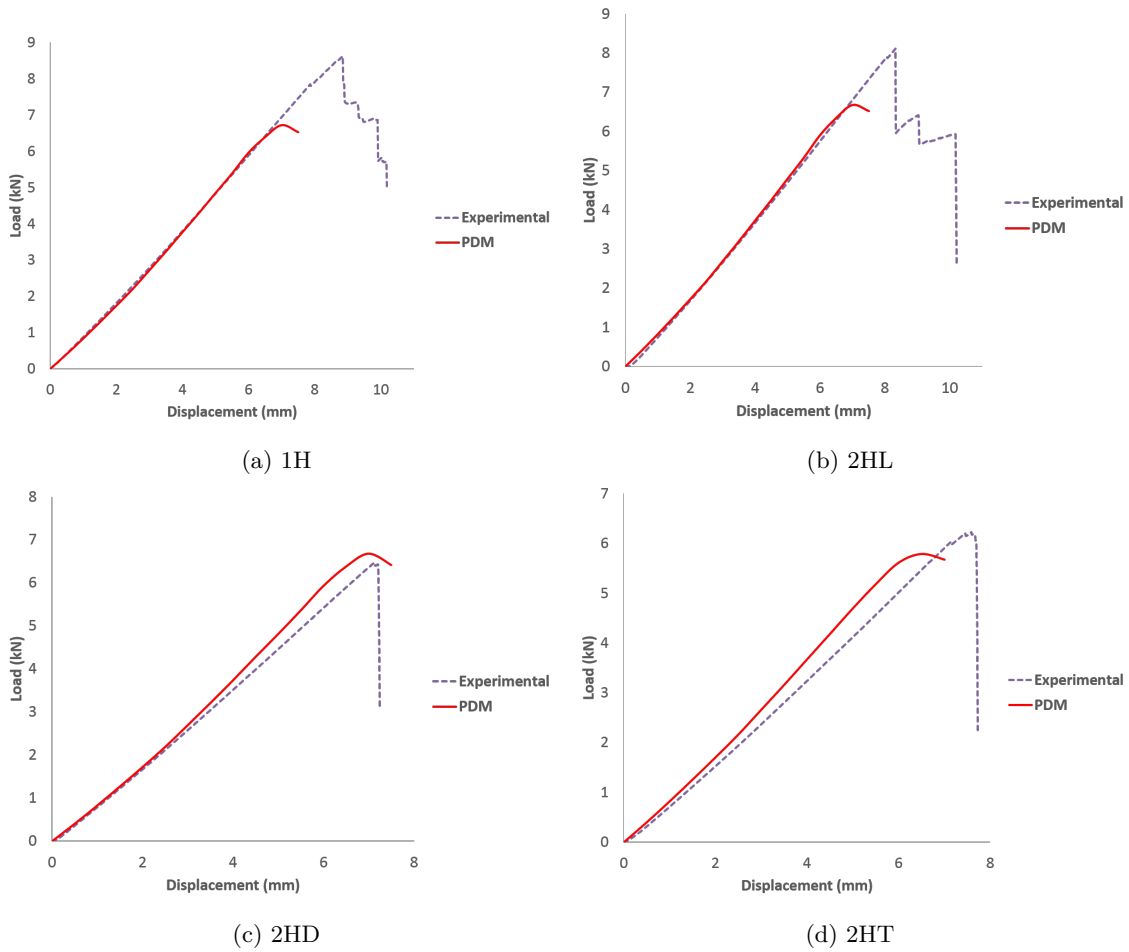 9
8
7
6
5
4
3
2
1
0
Load (kN)
0 2 4 6 8 10
Displacement (mm)
Experimental
PDM
(a) 1H
9
8
7
6
5
4
3
2
1
0
Load (kN)
0 2 4 6 8 10
Displacement (mm)
Experimental
PDM
(b) 2HL
8
7
6
5
4
3
2
1
0
Load (kN)
0 2 4 6 8
Displacement (mm)
Experimental
PDM
(c) 2HD
7
6
5
4
3
2
1
0
Load (kN)
0 2 4 6 8
Displacement (mm)
Experimental
PDM
(d) 2HT